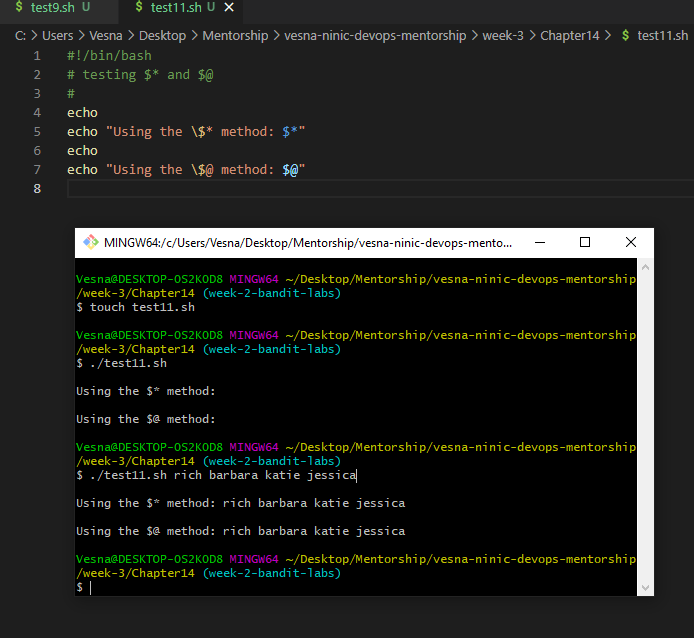 test9.sh U test11.sh U
C: > Users > Vesna > Desktop > Mentorship > vesna-ninic-devops-mentorship > week-3 > Chapter14 > $ test11.sh
1 #!/bin/bash
2 # testing $* and $@
3 #
4 echo
5 echo "Using the \$* method: $*"
6 echo
7 echo "Using the \$@ method: $@"
8
MINGW64:/c/Users/Vesna/Desktop/Mentorship/vesna-ninic-devops-mento...
Vesna@DESKTOP-OS2KOD8 MINGW64 ~/Desktop/Mentorship/vesna-ninic-devops-mentorship
/week-3/Chapter14 (week-2-bandit-labs)
$ touch test11.sh
Vesna@DESKTOP-OS2KOD8 MINGW64 ~/Desktop/Mentorship/vesna-ninic-devops-mentorship
/week-3/Chapter14 (week-2-bandit-labs)
$ ./test11.sh
Using the $* method:
Using the $@ method:
Vesna@DESKTOP-OS2KOD8 MINGW64 ~/Desktop/Mentorship/vesna-ninic-devops-mentorship
/week-3/Chapter14 (week-2-bandit-labs)
$ ./test11.sh rich barbara katie jessica
Using the $* method: rich barbara katie jessica
Using the $@ method: rich barbara katie jessica
Vesna@DESKTOP-OS2KOD8 MINGW64 ~/Desktop/Mentorship/vesna-ninic-devops-mentorship
/week-3/Chapter14 (week-2-bandit-labs)
$